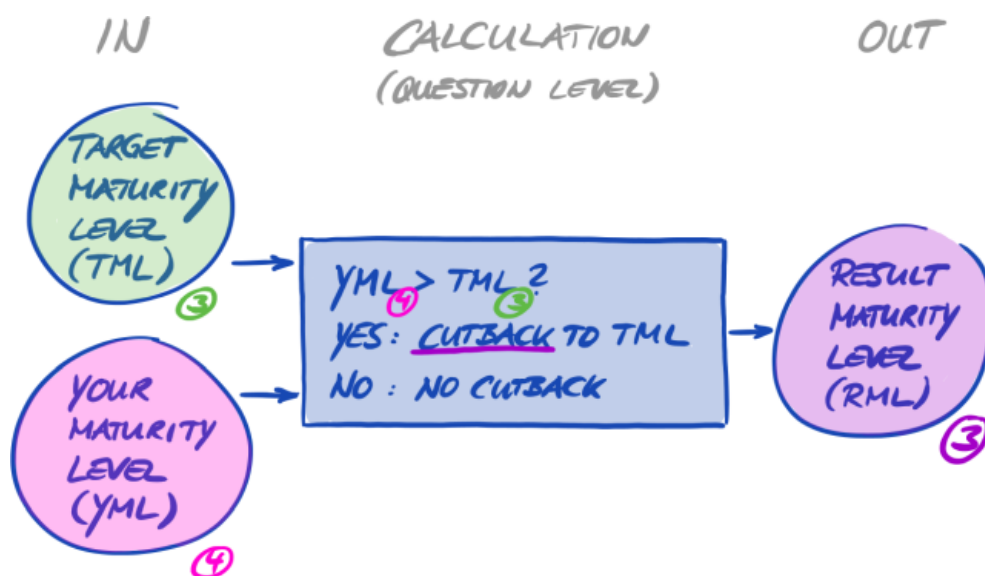 IN
CALCULATION
(QUESTION LEVEL)
OUT
TARGET
MATURITY
LEVEL
(TML)
3
YOUR
MATURITY
LEVEL
(YML)
4
YML > TML?
4 3
YES: CUTBACK TO TML
NO: NO CUTBACK
RESULT
MATURITY
LEVEL
(RML)
3